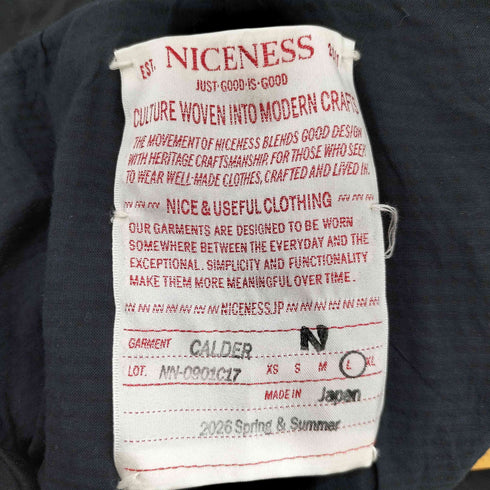 EST. NICENESS
JUST·GOOD·IS·GOOD
CULTURE WOVEN INTO MODERN CRAFTS
THE MOVEMENT OF NICENESS BLENDS GOOD DESIGN
WITH HERITAGE CRAFTSMANSHIP. FOR THOSE WHO SEEK
TO WEAR WELL-MADE CLOTHES, CRAFTED AND LIVED IN.
NICE & USEFUL CLOTHING
OUR GARMENTS ARE DESIGNED TO BE WORN
SOMEWHERE BETWEEN THE EVERYDAY AND THE
EXCEPTIONAL. SIMPLICITY AND FUNCTIONALITY
MAKE THEM MORE MEANINGFUL OVER TIME.
NICENESS.JP
GARMENT CALDER N
LOT. NN-0901C17 XS S M L XL
MADE IN Japan
2026 Spring & Summer